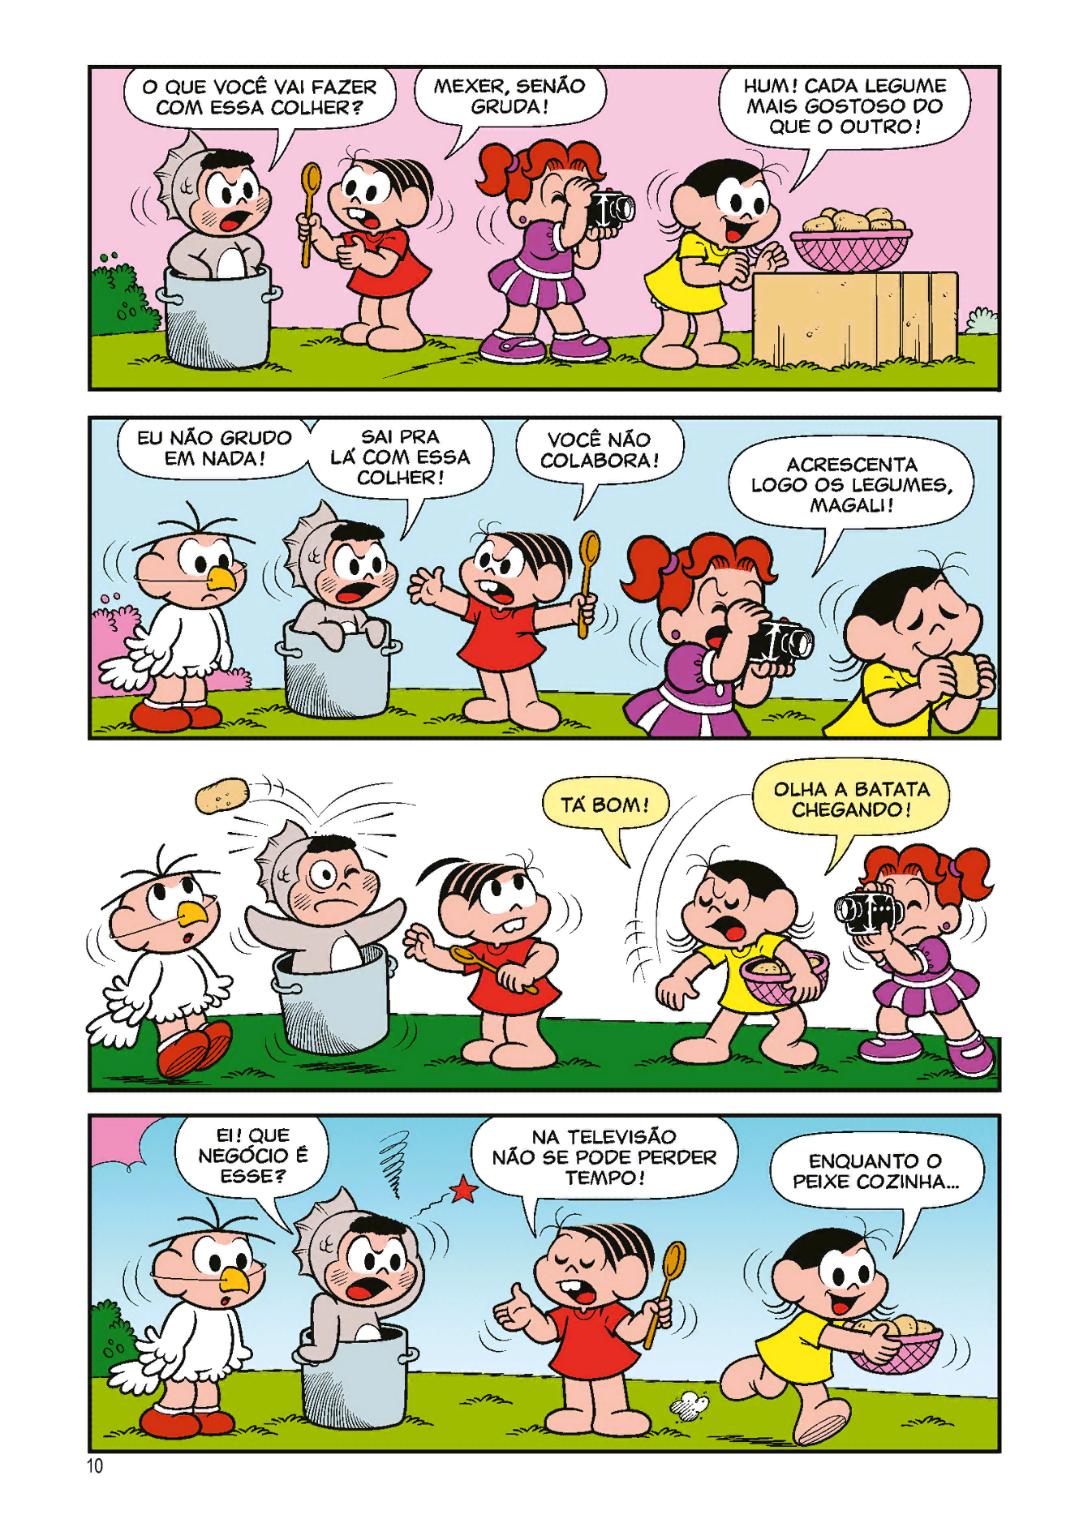 O QUE VOCÊ VAI FAZER
COM ESSA COLHER?
MEXER, SENÃO
GRUDA!
HUM! CADA LEGUME
MAIS GOSTOSO DO
QUE O OUTRO!
EU NÃO GRUDO
EM NADA!
SAI PRA
LÁ COM ESSA
COLHER!
VOCÊ NÃO
COLABORA!
ACRESCENTA
LOGO OS LEGUMES,
MAGALI!
TÁ BOM!
OLHA A BATATA
CHEGANDO!
EI! QUE
NEGÓCIO É
ESSE?
NA TELEVISÃO
NÃO SE PODE PERDER
TEMPO!
ENQUANTO O
PEIXE COZINHA...
10